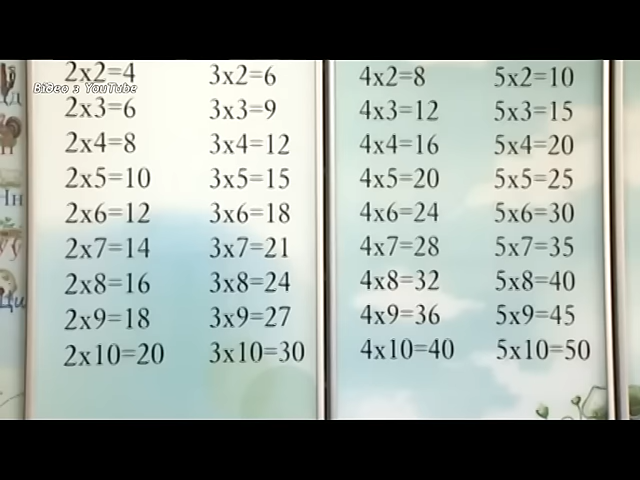 Відео з YouTube
2x2=4
2x3=6
2x4=8
2x5=10
2x6=12
2x7=14
2x8=16
2x9=18
2x10=20
3x2=6
3x3=9
3x4=12
3x5=15
3x6=18
3x7=21
3x8=24
3x9=27
3x10=30
4x2=8
4x3=12
4x4=16
4x5=20
4x6=24
4x7=28
4x8=32
4x9=36
4x10=40
5x2=10
5x3=15
5x4=20
5x5=25
5x6=30
5x7=35
5x8=40
5x9=45
5x10=50